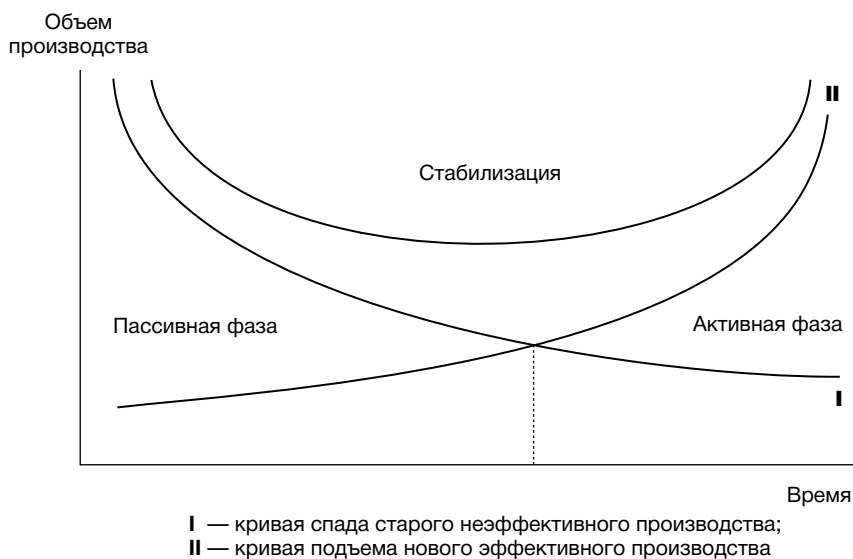 Объем
производства
II
Стабилизация
Пассивная фаза
Активная фаза
I
Время
I — кривая спада старого неэффективного производства;
II — кривая подъема нового эффективного производства